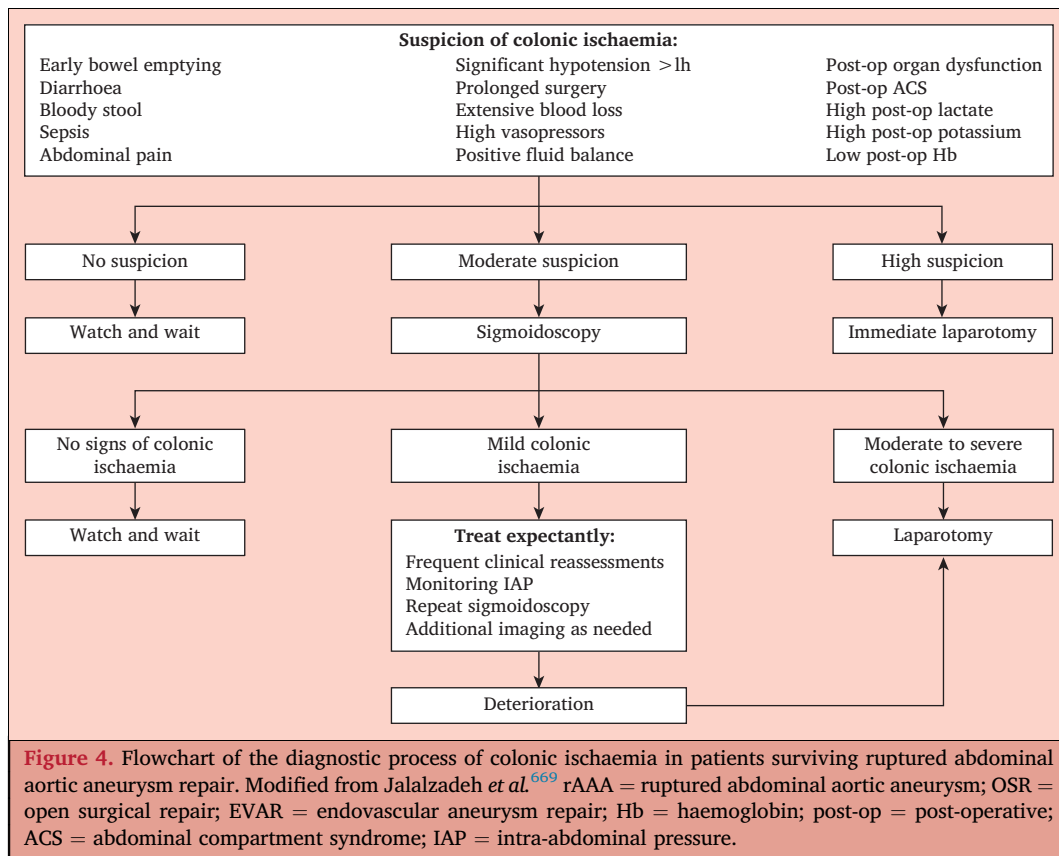 Suspicion of colonic ischaemia:
Early bowel emptying
Diarrhoea
Bloody stool
Sepsis
Abdominal pain
Significant hypotension >lh
Prolonged surgery
Extensive blood loss
High vasopressors
Positive fluid balance
Post-op organ dysfunction
Post-op ACS
High post-op lactate
High post-op potassium
Low post-op Hb
No suspicion
Moderate suspicion
High suspicion
Watch and wait
Sigmoidoscopy
Immediate laparotomy
No signs of colonic
ischaemia
Mild colonic
ischaemia
Moderate to severe
colonic ischaemia
Watch and wait
Treat expectantly:
Frequent clinical reassessments
Monitoring IAP
Repeat sigmoidoscopy
Additional imaging as needed
Laparotomy
Deterioration
Figure 4. Flowchart of the diagnostic process of colonic ischaemia in patients surviving ruptured abdominal
aortic aneurysm repair. Modified from Jalalzadeh et al.669 rAAA = ruptured abdominal aortic aneurysm; OSR =
open surgical repair; EVAR = endovascular aneurysm repair; Hb = haemoglobin; post-op = post-operative;
ACS = abdominal compartment syndrome; IAP = intra-abdominal pressure.